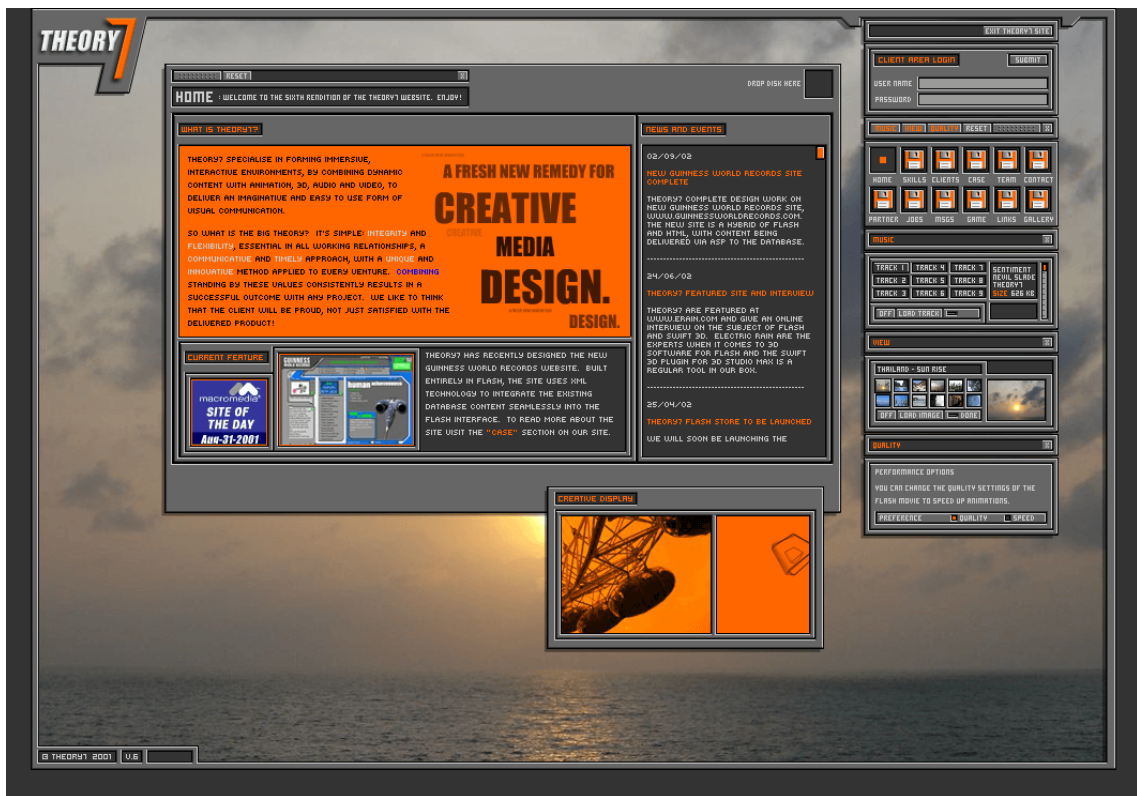 THEORY7
EXIT THEORY7 SITE
CLIENT AREA LOGIN
SUBMIT
USER NAME
PASSWORD
RESET
HOME : WELCOME TO THE SIXTH RENDITION OF THE THEORY7 WEBSITE. ENJOY!
DROP DISK HERE
WHAT IS THEORY7?
THEORY7 SPECIALISE IN FORMING IMMERSIVE,
INTERACTIVE ENVIRONMENTS, BY COMBINING DYNAMIC
CONTENT WITH ANIMATION, 3D, AUDIO AND VIDEO, TO
DELIVER AN IMAGINATIVE AND EASY TO USE FORM OF
VISUAL COMMUNICATION.
SO WHAT IS THE BIG THEORY? IT'S SIMPLE: INTEGRITY AND
FLEXIBILITY, ESSENTIAL IN ALL WORKING RELATIONSHIPS, A
COMMUNICATIVE AND TIMELY APPROACH, WITH A UNIQUE AND
INNOVATIVE METHOD APPLIED TO EVERY VENTURE. COMBINING
STANDING BY THESE VALUES CONSISTENTLY RESULTS IN A
SUCCESSFUL OUTCOME WITH ANY PROJECT. WE LIKE TO THINK
THAT THE CLIENT WILL BE PROUD, NOT JUST SATISFIED WITH THE
DELIVERED PRODUCT!
A FRESH NEW REMEDY FOR
CREATIVE
CREATIVE
MEDIA
DESIGN.
DESIGN.
CURRENT FEATURE
macromedia
SITE OF
THE DAY
Aug-31-2001
GUINNESS
human achievement
THEORY7 HAS RECENTLY DESIGNED THE NEW
GUINNESS WORLD RECORDS WEBSITE. BUILT
ENTIRELY IN FLASH, THE SITE USES XML
TECHNOLOGY TO INTEGRATE THE EXISTING
DATABASE CONTENT SEAMLESSLY INTO THE
FLASH INTERFACE. TO READ MORE ABOUT THE
SITE VISIT THE "CASE" SECTION ON OUR SITE.
NEWS AND EVENTS
02/09/02
NEW GUINNESS WORLD RECORDS SITE
COMPLETE
THEORY7 COMPLETE DESIGN WORK ON
NEW GUINNESS WORLD RECORDS SITE,
WWW.GUINNESSWORLDRECORDS.COM.
THE NEW SITE IS A HYBRID OF FLASH
AND HTML, WITH CONTENT BEING
DELIVERED VIA ASP TO THE DATABASE.
24/06/02
THEORY7 FEATURED SITE AND INTERVIEW
THEORY7 ARE FEATURED AT
WWW.ERAIN.COM AND GIVE AN ONLINE
INTERVIEW ON THE SUBJECT OF FLASH
AND SWIFT 3D. ELECTRIC RAIN ARE THE
EXPERTS WHEN IT COMES TO 3D
SOFTWARE FOR FLASH AND THE SWIFT
3D PLUGIN FOR 3D STUDIO MAX IS A
REGULAR TOOL IN OUR BOX.
25/04/02
THEORY7 FLASH STORE TO BE LAUNCHED
WE WILL SOON BE LAUNCHING THE
CREATIVE DISPLAY
MUSIC VIEW QUALITY RESET X
HOME SKILLS CLIENTS CASE TEAM CONTACT
PARTNER JOBS MSGS GAME LINKS GALLERY
MUSIC X
TRACK 1 TRACK 4 TRACK 7
TRACK 2 TRACK 5 TRACK 8
TRACK 3 TRACK 6 TRACK 9
SENTIMENT
NEVIL SLADE
THEORY7
SIZE 626 KB
OFF LOAD TRACK
VIEW X
THAILAND - SUN RISE
OFF LOAD IMAGE DONE
QUALITY X
PERFORMANCE OPTIONS
YOU CAN CHANGE THE QUALITY SETTINGS OF THE
FLASH MOVIE TO SPEED UP ANIMATIONS.
PREFERENCE QUALITY SPEED
© THEORY7 2001 V.6